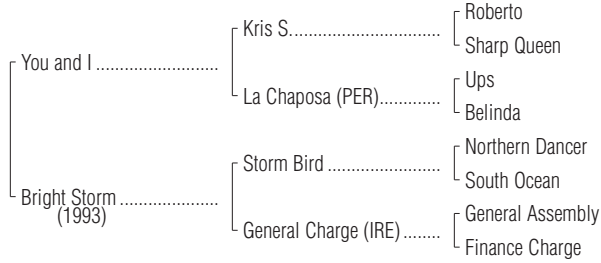 Roberto
Kris S.
Sharp Queen
You and I
Ups
La Chaposa (PER)
Belinda
Northern Dancer
Storm Bird
South Ocean
Bright Storm
(1993)
General Assembly
General Charge (IRE)
Finance Charge